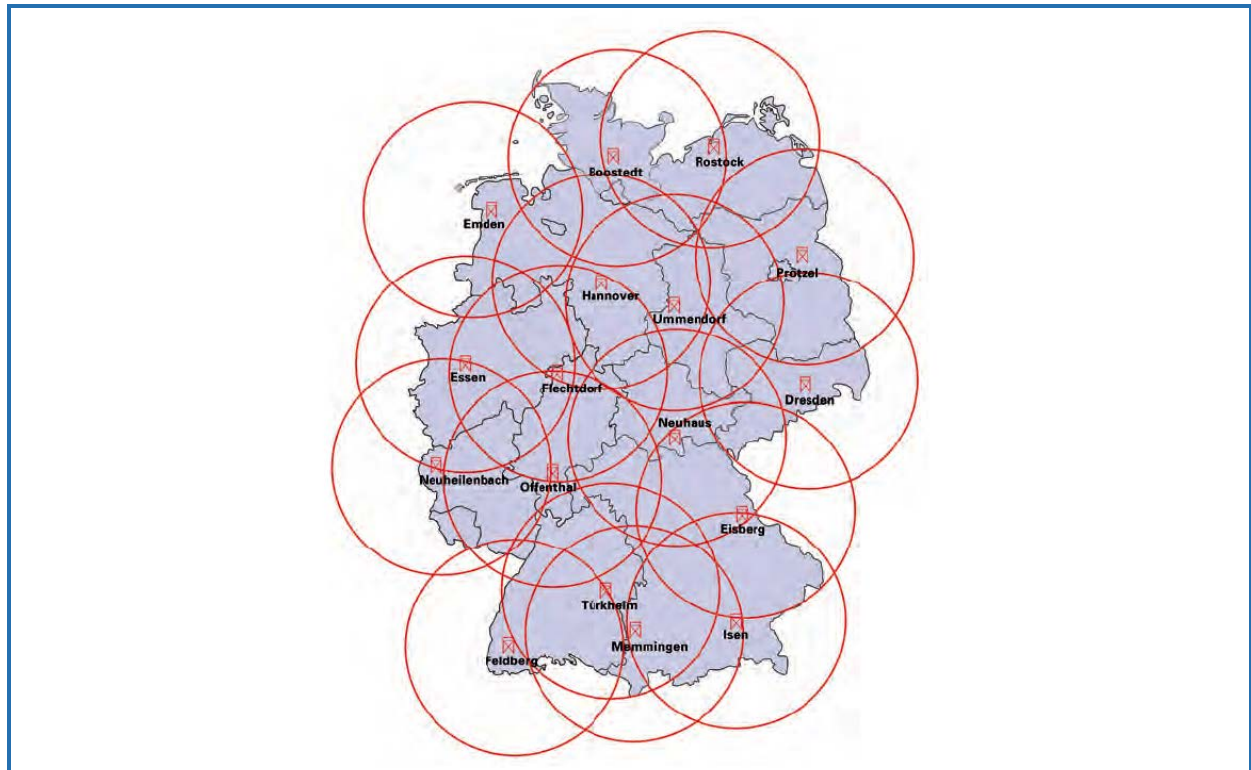 Rostock
Boostedt
Emden
Prötzel
Hannover
Ummendorf
Essen
Flechtdorf
Dresden
Neuhaus
Neuheilenbach
Offenthal
Eisberg
Türkheim
Isen
Memmingen
Feldberg